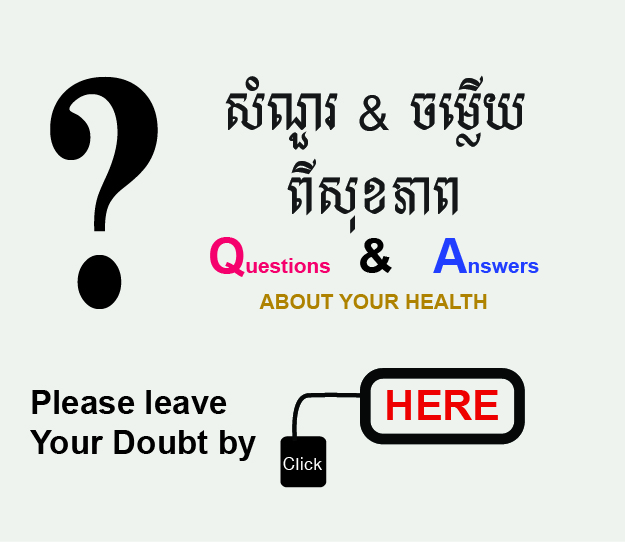 ?
សំណួរ & ចម្លើយ
ពីសុខភាព
Questions & Answers
ABOUT YOUR HEALTH
Please leave
Your Doubt by
Click
HERE